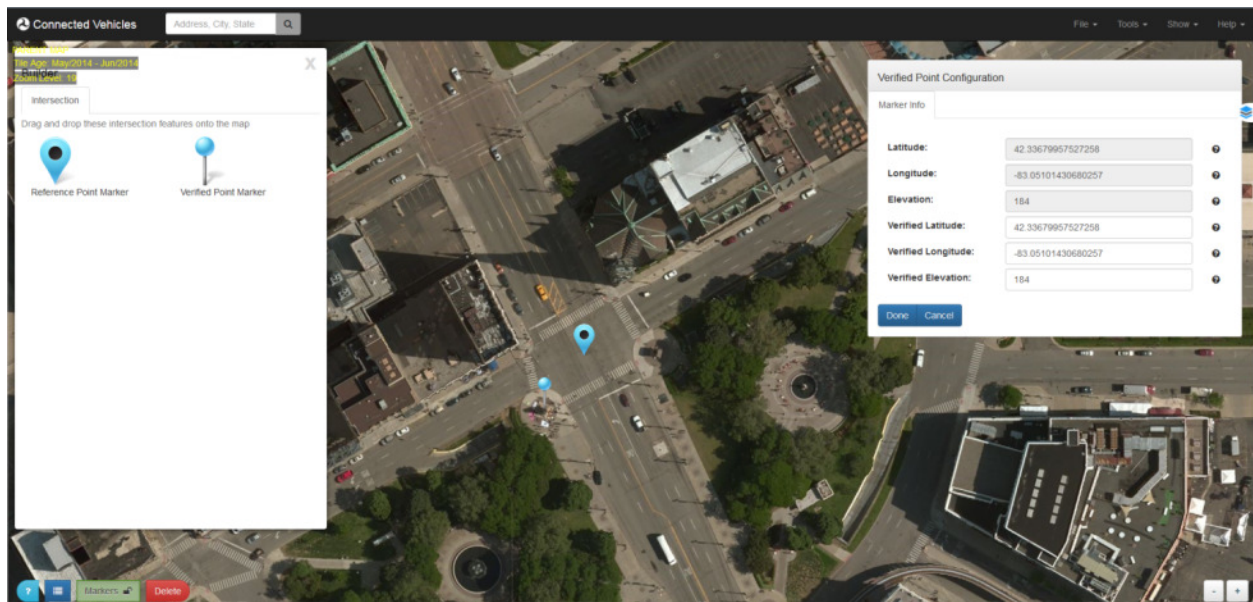 Connected Vehicles
Address, City, State
File
Tools
Show
Help
Tile Age: May/2014 - Jun/2014
Builder
Zoom Level: 19
X
Intersection
Drag and drop these intersection features onto the map
Reference Point Marker
Verified Point Marker
Verified Point Configuration
Marker Info
Latitude: 42.33679957527258 ?
Longitude: -83.05101430680257 ?
Elevation: 184 ?
Verified Latitude: 42.33679957527258 ?
Verified Longitude: -83.05101430680257 ?
Verified Elevation: 184 ?
Done Cancel
? Markers Delete
- +